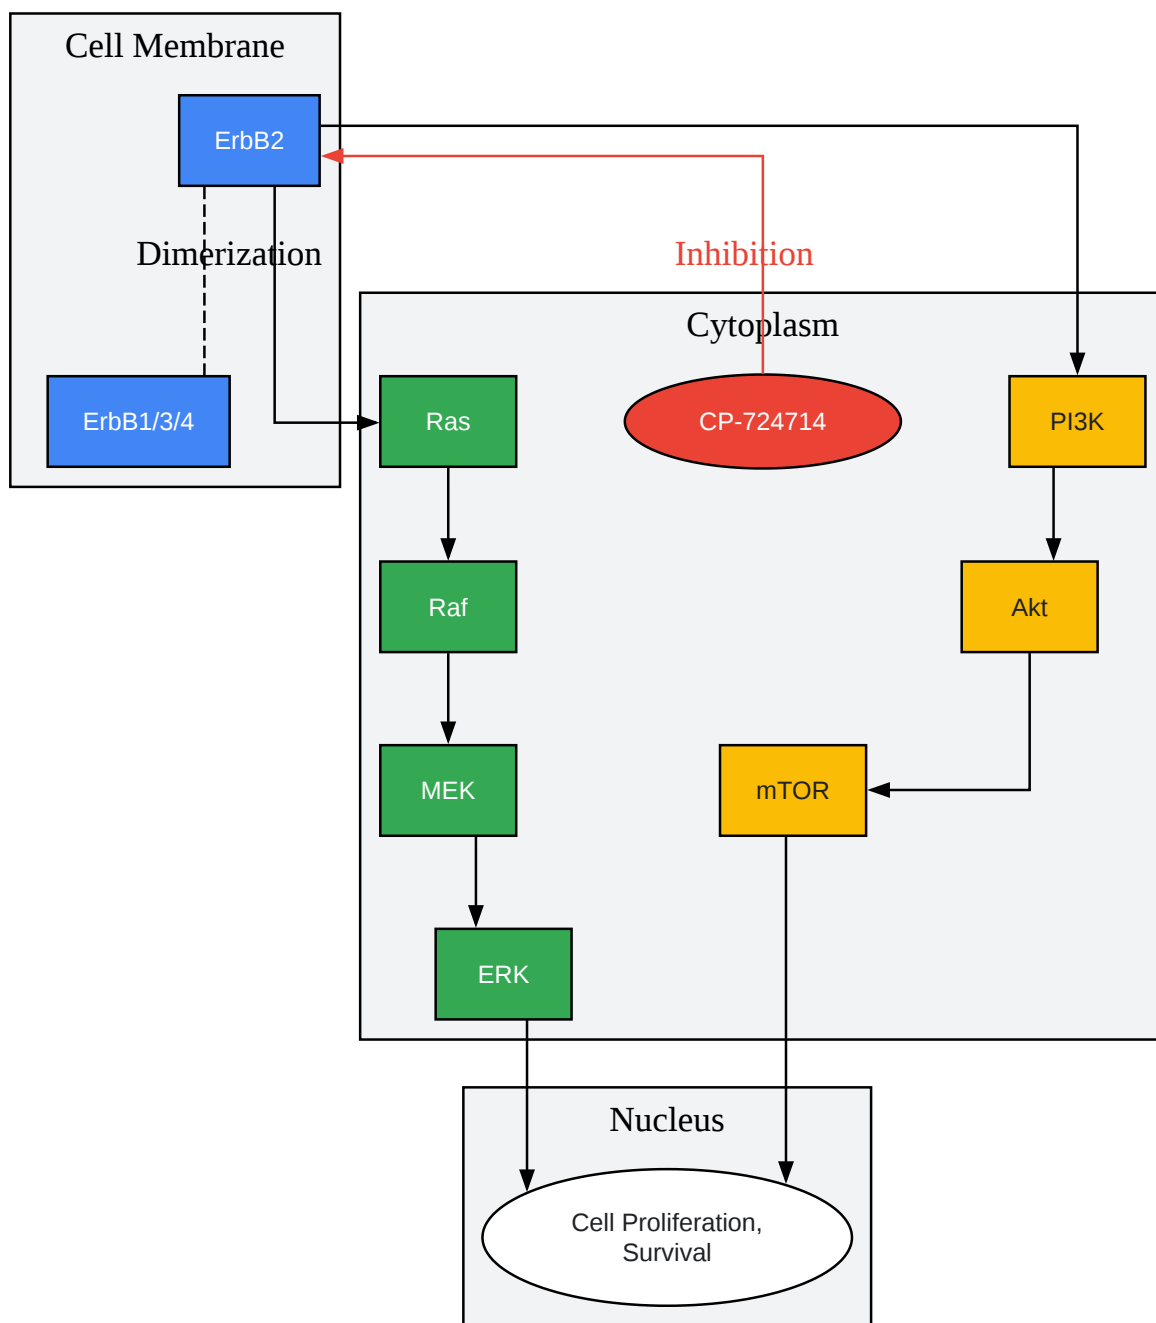 Cell Membrane
ErbB2
Dimerization
Inhibition
Cytoplasm
ErbB1/3/4
Ras
CP-724714
PI3K
Raf
Akt
MEK
mTOR
ERK
Nucleus
Cell Proliferation,
Survival